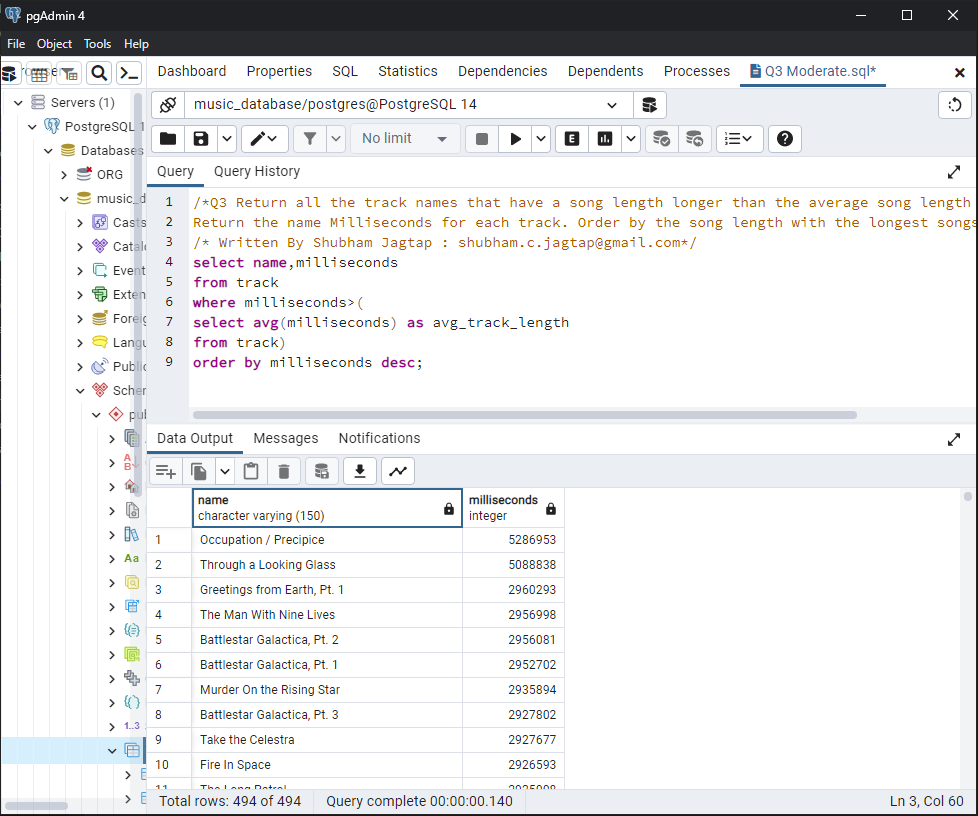 pgAdmin 4
File Object Tools Help
Dashboard Properties SQL Statistics Dependencies Dependents Processes Q3 Moderate.sql*
Servers (1)
PostgreSQL 1
Databases
ORG
music_d
Casts
Catal
Event
Exten
Foreig
Langu
Public
Schem
pub
Aa
1..3
music_database/postgres@PostgreSQL 14
No limit
E
Query Query History
1 /*Q3 Return all the track names that have a song length longer than the average song length
2 Return the name Milliseconds for each track. Order by the song length with the longest songs
3 /* Written By Shubham Jagtap : shubham.c.jagtap@gmail.com*/
4 select name,milliseconds
5 from track
6 where milliseconds>(
7 select avg(milliseconds) as avg_track_length
8 from track)
9 order by milliseconds desc;
Data Output Messages Notifications
name milliseconds
character varying (150) integer
1 Occupation / Precipice 5286953
2 Through a Looking Glass 5088838
3 Greetings from Earth, Pt. 1 2960293
4 The Man With Nine Lives 2956998
5 Battlestar Galactica, Pt. 2 2956081
6 Battlestar Galactica, Pt. 1 2952702
7 Murder On the Rising Star 2935894
8 Battlestar Galactica, Pt. 3 2927802
9 Take the Celestra 2927677
10 Fire In Space 2926593
11 The Long Patrol
Total rows: 494 of 494 Query complete 00:00:00.140 Ln 3, Col 60